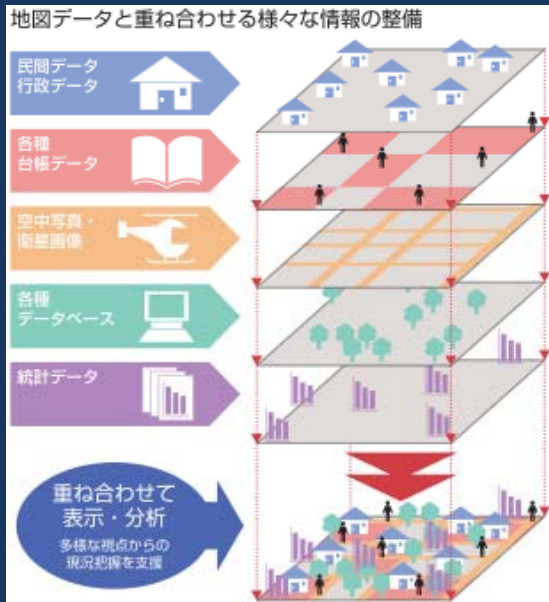 地図データと重ね合わせる様々な情報の整備
民間データ
行政データ
各種
台帳データ
空中写真・
衛星画像
各種
データベース
統計データ
重ね合わせて
表示・分析
多様な視点からの
現況把握を支援